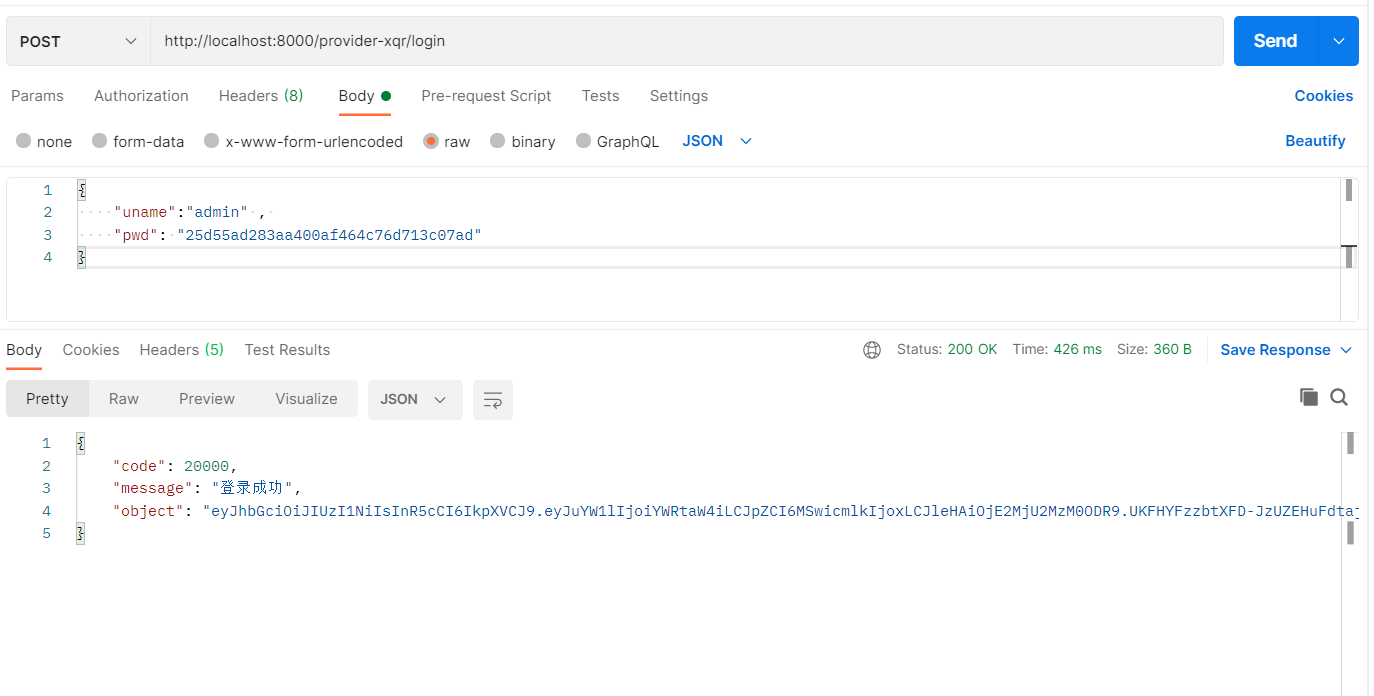 POST http://localhost:8000/provider-xqr/login Send
Params Authorization Headers (8) Body Pre-request Script Tests Settings Cookies
none form-data x-www-form-urlencoded raw binary GraphQL JSON Beautify
1 {
2 "uname":"admin" ,
3 "pwd": "25d55ad283aa400af464c76d713c07ad"
4 }
Body Cookies Headers (5) Test Results Status: 200 OK Time: 426 ms Size: 360 B Save Response
Pretty Raw Preview Visualize JSON
1 {
2 "code": 20000,
3 "message": "登录成功",
4 "object": "eyJhbGciOiJIUzI1NiIsInR5cCI6IkpXVCJ9.eyJuYW1lIjoiYWRtaW4iLCJpZCI6MSwicmlkIjoxLCJleHAiOjE2MjU2MzM0ODR9.UKFHYFzzbtXFD-JzUZEHuFdtaj
5 }